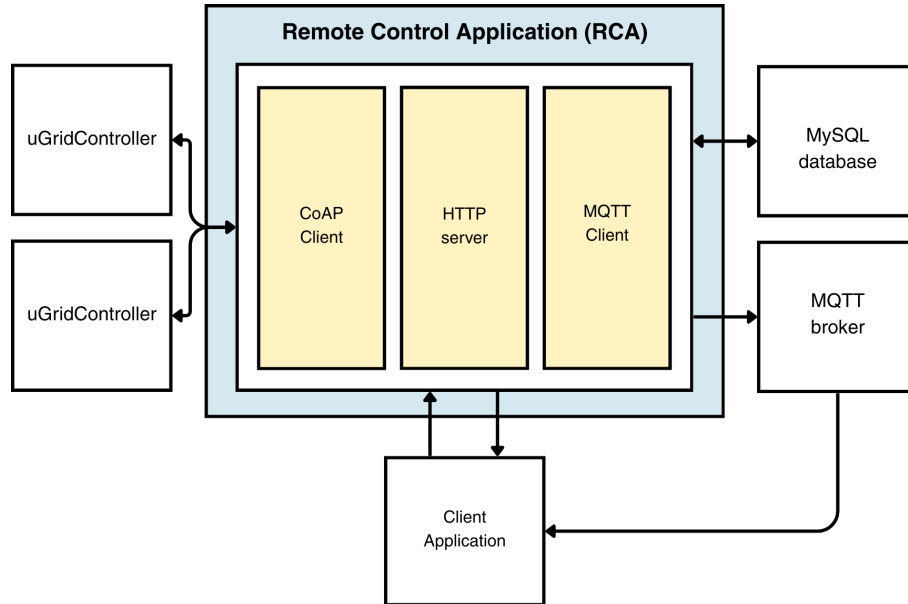 Remote Control Application (RCA)
uGridController
uGridController
CoAP
Client
HTTP
server
MQTT
Client
MySQL
database
MQTT
broker
Client
Application